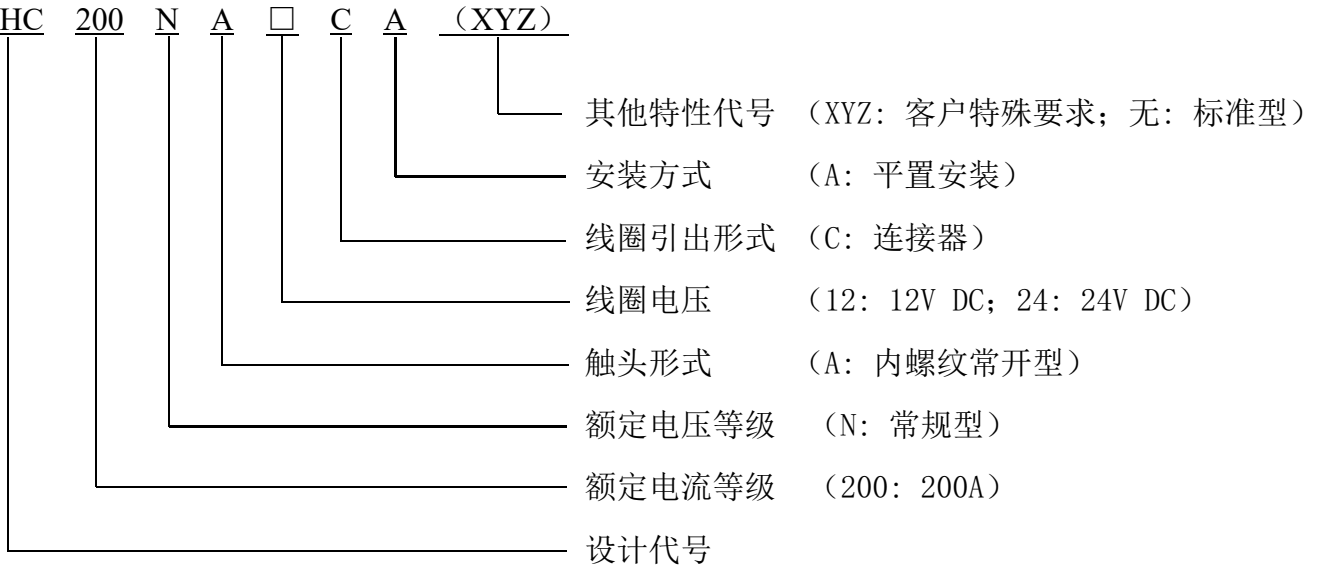 HC 200 N A □ C A （XYZ）
其他特性代号 （XYZ: 客户特殊要求; 无: 标准型）
安装方式 （A: 平置安装）
线圈引出形式 （C: 连接器）
线圈电压 （12: 12V DC; 24: 24V DC）
触头形式 （A: 内螺纹常开型）
额定电压等级 （N: 常规型）
额定电流等级 （200: 200A）
设计代号